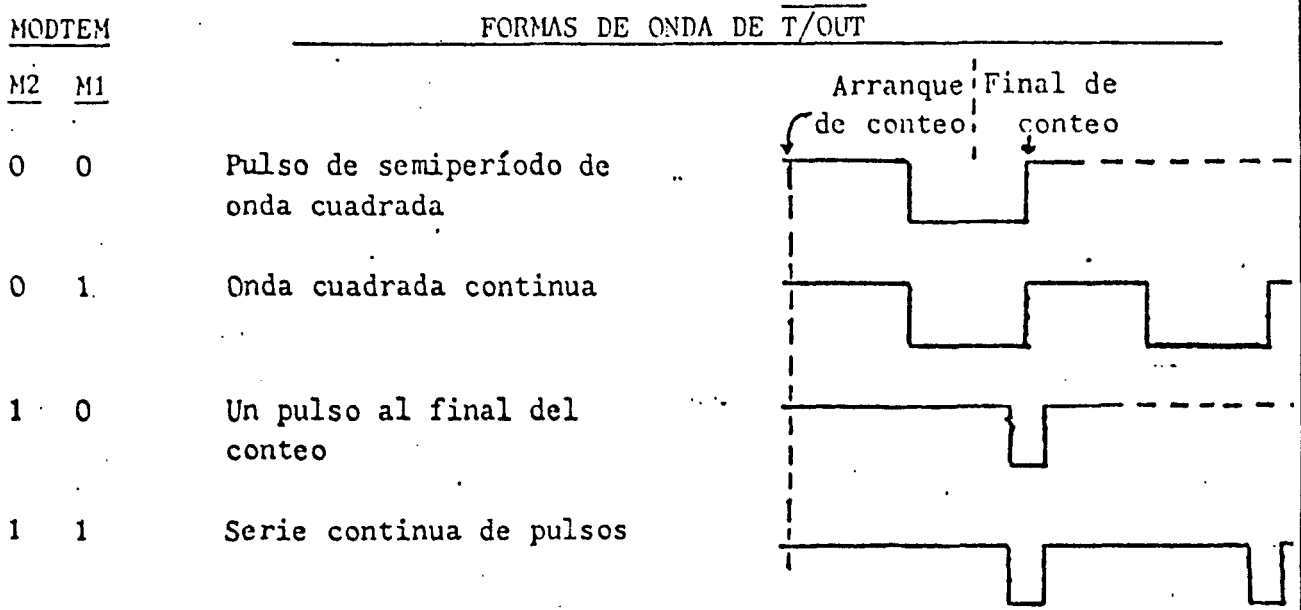 MODTEM FORMAS DE ONDA DE T/OUT
M2 M1
Arranque Final de
de conteo. conteo
0 0 Pulso de semiperíodo de
onda cuadrada
0 1. Onda cuadrada continua
1 0 Un pulso al final del
conteo
1 1 Serie continua de pulsos